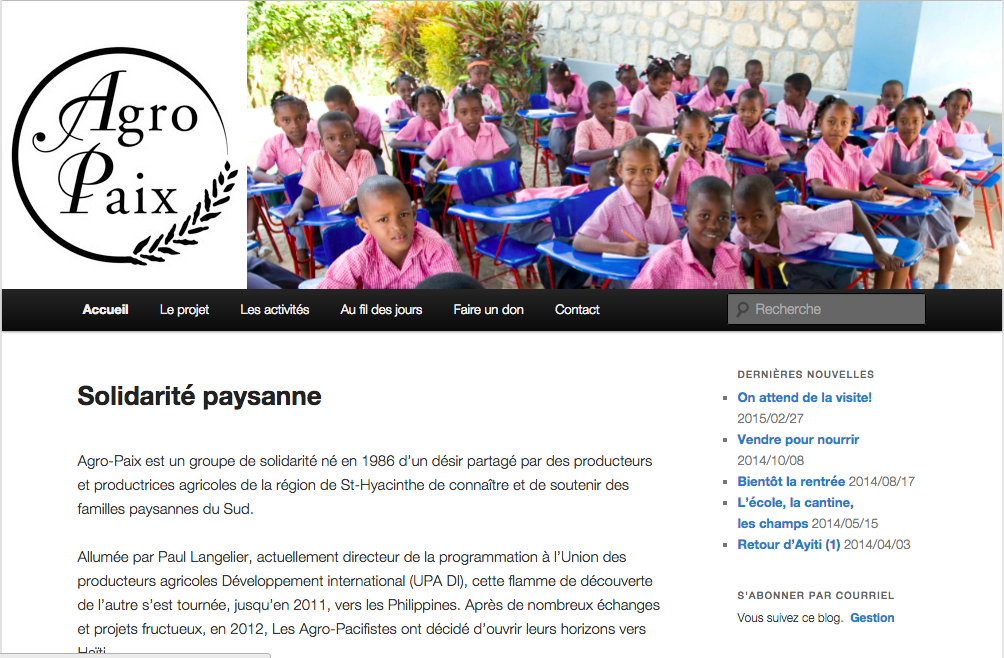 Agro
Paix
Accueil
Le projet
Les activités
Au fil des jours
Faire un don
Contact
Recherche
Solidarité paysanne
Agro-Paix est un groupe de solidarité né en 1986 d'un désir partagé par des producteurs
et productrices agricoles de la région de St-Hyacinthe de connaître et de soutenir des
familles paysannes du Sud.
Allumée par Paul Langelier, actuellement directeur de la programmation à l'Union des
producteurs agricoles Développement international (UPA DI), cette flamme de découverte
de l'autre s'est tournée, jusqu'en 2011, vers les Philippines. Après de nombreux échanges
et projets fructueux, en 2012, Les Agro-Pacifistes ont décidé d'ouvrir leurs horizons vers
Haïti
DERNIÈRES NOUVELLES
On attend de la visite!
2015/02/27
Vendre pour nourrir
2014/10/08
Bientôt la rentrée 2014/08/17
L'école, la cantine,
les champs 2014/05/15
Retour d'Ayiti (1) 2014/04/03
S'ABONNER PAR COURRIEL
Vous suivez ce blog. Gestion